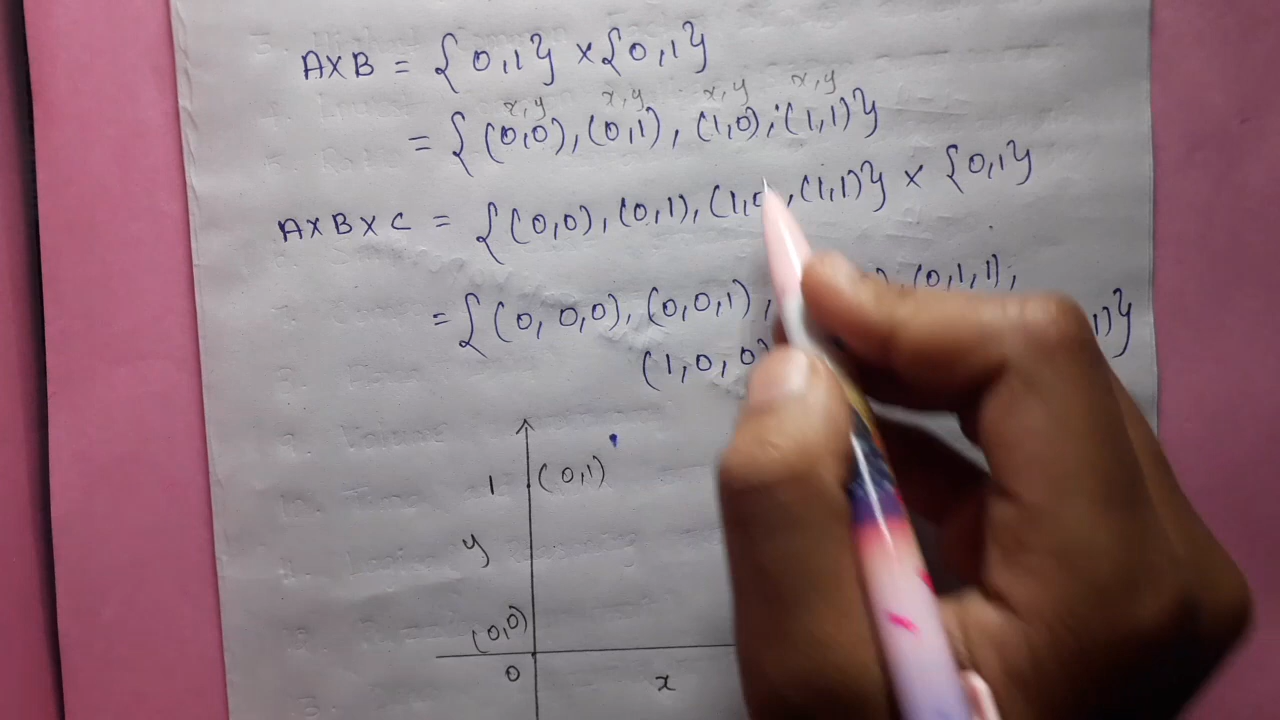 A×B = {0,1} × {0,1}
x,y x,y x,y x,y
= {(0,0), (0,1), (1,0), (1,1)}
A×B×C = {(0,0), (0,1), (1,0, (1,1)} × {0,1}
= {(0,0,0), (0,0,1), ), (0,1,1),
(1,0,0) 1)}
1 (0,1)
y
(0,0)
0 x